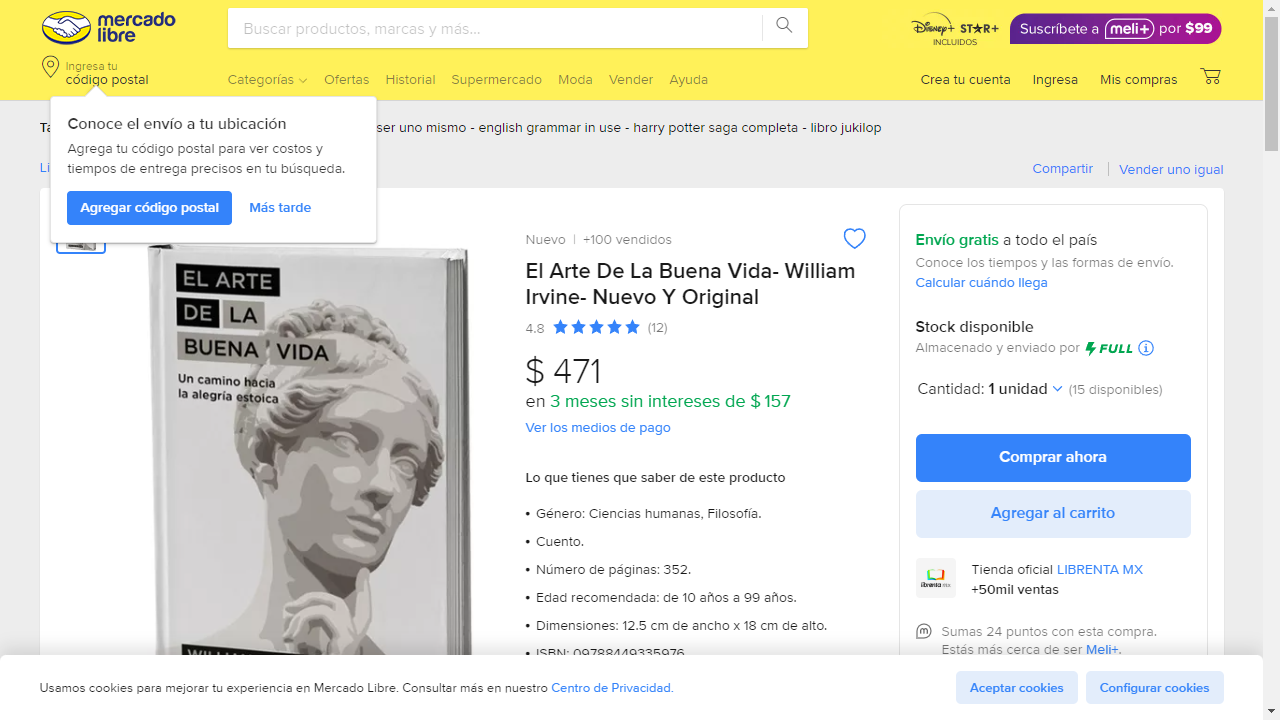 mercado
libre
Buscar productos, marcas y más...
Disney+ STAR+
INCLUIDOS
Suscríbete a meli+ por $99
Ingresa tu
código postal
Categorías
Ofertas
Historial
Supermercado
Moda
Vender
Ayuda
Crea tu cuenta
Ingresa
Mis compras
ser uno mismo - english grammar in use - harry potter saga completa - libro jukilop
Conoce el envío a tu ubicación
Agrega tu código postal para ver costos y
tiempos de entrega precisos en tu búsqueda.
Agregar código postal
Más tarde
Compartir
Vender uno igual
EL ARTE
DE LA
BUENA VIDA
Un camino hacia
la alegría estoica
Nuevo | +100 vendidos
El Arte De La Buena Vida- William
Irvine- Nuevo Y Original
4.8 (12)
$ 471
en 3 meses sin intereses de $ 157
Ver los medios de pago
Lo que tienes que saber de este producto
• Género: Ciencias humanas, Filosofía.
• Cuento.
• Número de páginas: 352.
• Edad recomendada: de 10 años a 99 años.
• Dimensiones: 12.5 cm de ancho x 18 cm de alto.
• ISBN: 09788449335976
Envío gratis a todo el país
Conoce los tiempos y las formas de envío.
Calcular cuándo llega
Stock disponible
Almacenado y enviado por FULL
Cantidad: 1 unidad (15 disponibles)
Comprar ahora
Agregar al carrito
Tienda oficial LIBRENTA MX
+50mil ventas
Sumas 24 puntos con esta compra.
Estás más cerca de ser Meli+.
Usamos cookies para mejorar tu experiencia en Mercado Libre. Consultar más en nuestro Centro de Privacidad.
Aceptar cookies
Configurar cookies